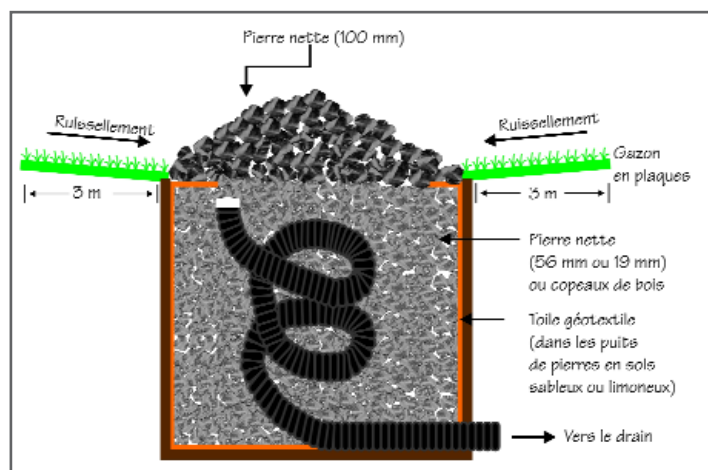 Pierre nette (100 mm)
Ruissellement
Ruissellement
Gazon
en plaques
3 m
3 m
Pierre nette
(56 mm ou 19 mm)
ou copeaux de bois
Toile géotextile
(dans les puits
de pierres en sols
sableux ou limoneux)
Vers le drain